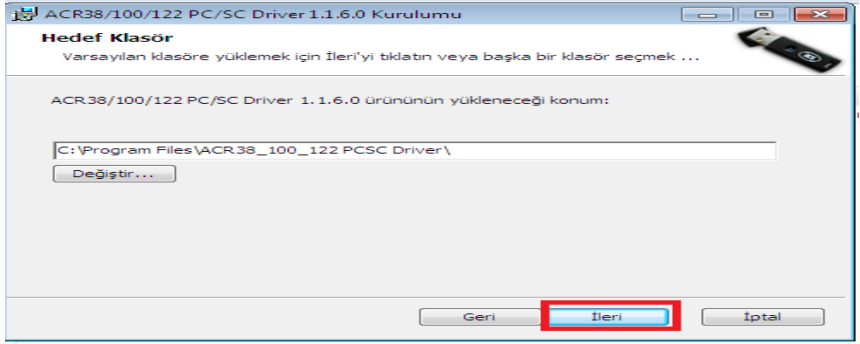 ACR38/100/122 PC/SC Driver 1.1.6.0 Kurulumu
Hedef Klasör
Varsayılan klasöre yüklemek için İleri'yi tıklatın veya başka bir klasör seçmek ...
ACR38/100/122 PC/SC Driver 1.1.6.0 ürününün yükleneceği konum:
C:\Program Files\ACR38_100_122 PCSC Driver\
Değiştir...
Geri İleri İptal